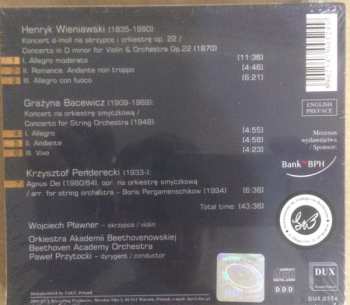 Henryk Wieniawski (1835-1880)
Koncert d-moll na skrzypce i orkiestrę op. 22 /
Concerto in D minor for Violin & Orchestra Op.22 (1870)
I. Allegro moderato (11:36)
II. Romance. Andante non troppo (4:46)
III. Allegro con fuoco (6:21)
Grażyna Bacewicz (1909-1969)
Koncert na orkiestrę smyczkową /
Concerto for String Orchestra (1948)
I. Allegro (4:55)
II. Andante (4:56)
III. Vivo (4:23)
Krzysztof Penderecki (1933-)
Agnus Dei (1980/84), opr. na orkiestrę smyczkową
/ arr. for string orchestra - Boris Pergamenschikow (1994) (6:36)
Total time: (43:36)
Wojciech Pławner - skrzypce / violin
Orkiestra Akademii Beethovenowskiej
Beethoven Academy Orchestra
Paweł Przytocki - dyrygent / conductor
ENGLISH
PREFACE
Mecenas
wydawnictwa
/ Sponsor:
Bank BPH
DDD
DUX